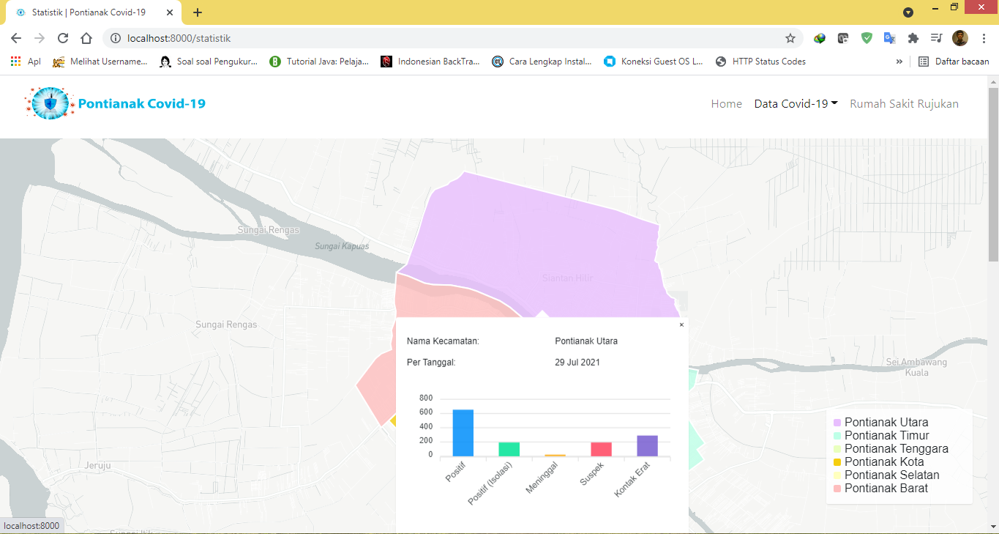 Statistik | Pontianak Covid-19
localhost:8000/statistik
Apl
Melihat Username...
Soal soal Pengukur...
Tutorial Java: Pelaja...
Indonesian BackTra...
Cara Lengkap Instal...
Koneksi Guest OS L...
HTTP Status Codes
»
Daftar bacaan
Pontianak Covid-19
Home
Data Covid-19
Rumah Sakit Rujukan
Sungai Rengas
Sungai Kapuas
Siantan Hilir
Sungai Rengas
Nama Kecamatan: Pontianak Utara
Per Tanggal: 29 Jul 2021
Sei Ambawang
Kuala
800
600
400
200
0
Positif
Positif (Isolasi)
Meninggal
Suspek
Kontak Erat
Pontianak Utara
Pontianak Timur
Pontianak Tenggara
Pontianak Kota
Pontianak Selatan
Pontianak Barat
Jeruju
localhost:8000